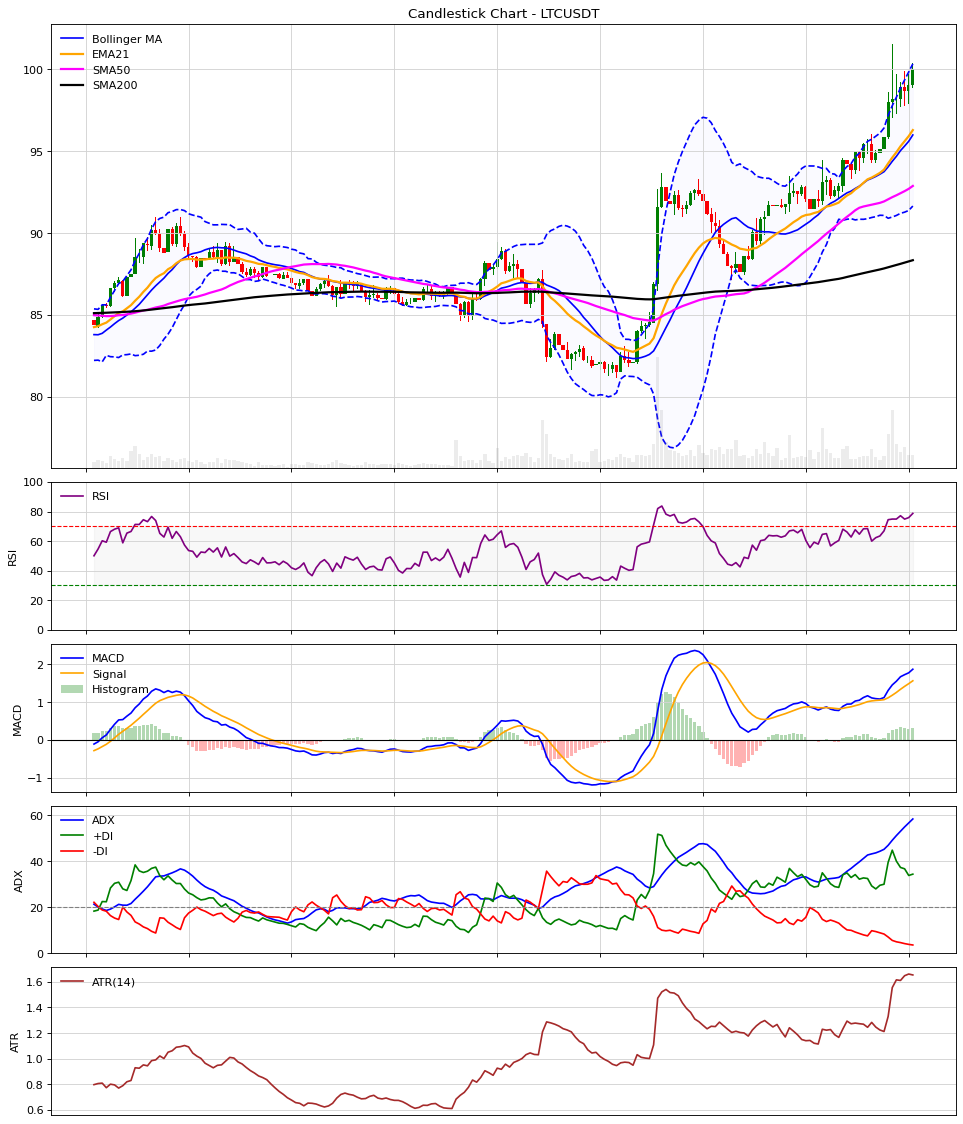 Candlestick Chart - LTCUSDT
Bollinger MA
EMA21
SMA50
SMA200
100
95
90
85
80
RSI
RSI
100
80
60
40
20
0
MACD
Signal
Histogram
MACD
2
1
0
−1
ADX
+DI
-DI
ADX
60
40
20
0
ATR(14)
ATR
1.6
1.4
1.2
1.0
0.8
0.6